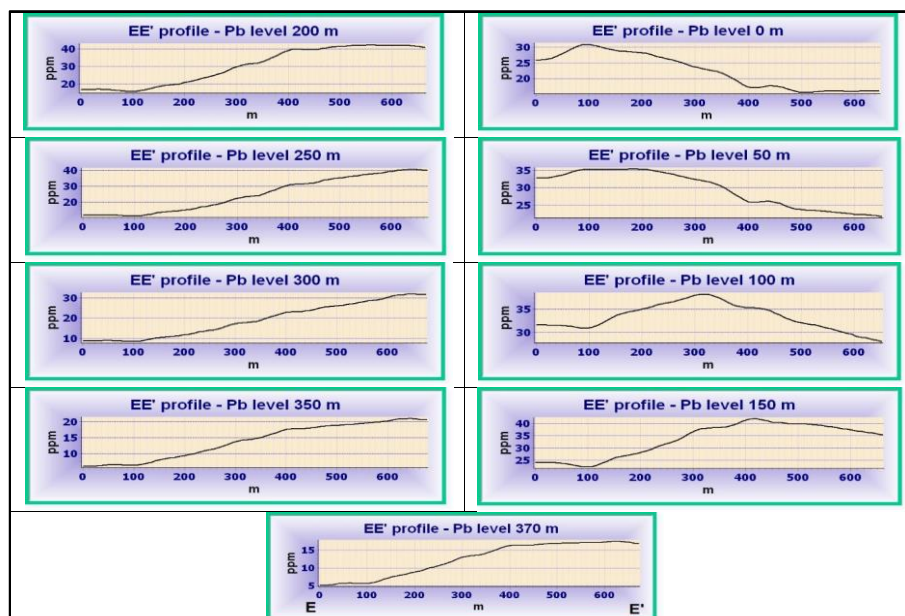 EE' profile - Pb level 200 m
ppm
40
30
20
0 100 200 300 400 500 600
m
EE' profile - Pb level 0 m
ppm
30
25
20
0 100 200 300 400 500 600
m
EE' profile - Pb level 250 m
ppm
40
30
20
0 100 200 300 400 500 600
m
EE' profile - Pb level 50 m
ppm
35
30
25
0 100 200 300 400 500 600
m
EE' profile - Pb level 300 m
ppm
30
20
10
0 100 200 300 400 500 600
m
EE' profile - Pb level 100 m
ppm
35
30
0 100 200 300 400 500 600
m
EE' profile - Pb level 350 m
ppm
20
15
10
0 100 200 300 400 500 600
m
EE' profile - Pb level 150 m
ppm
40
35
30
25
0 100 200 300 400 500 600
m
EE' profile - Pb level 370 m
ppm
15
10
5
0 100 200 300 400 500 600
E m E'